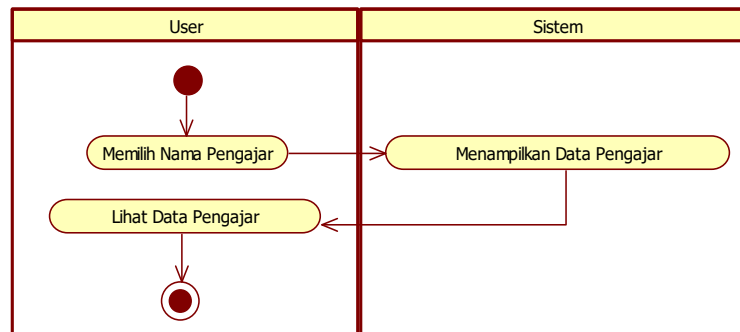 User
Sistem
Memilih Nama Pengajar
Menampilkan Data Pengajar
Lihat Data Pengajar